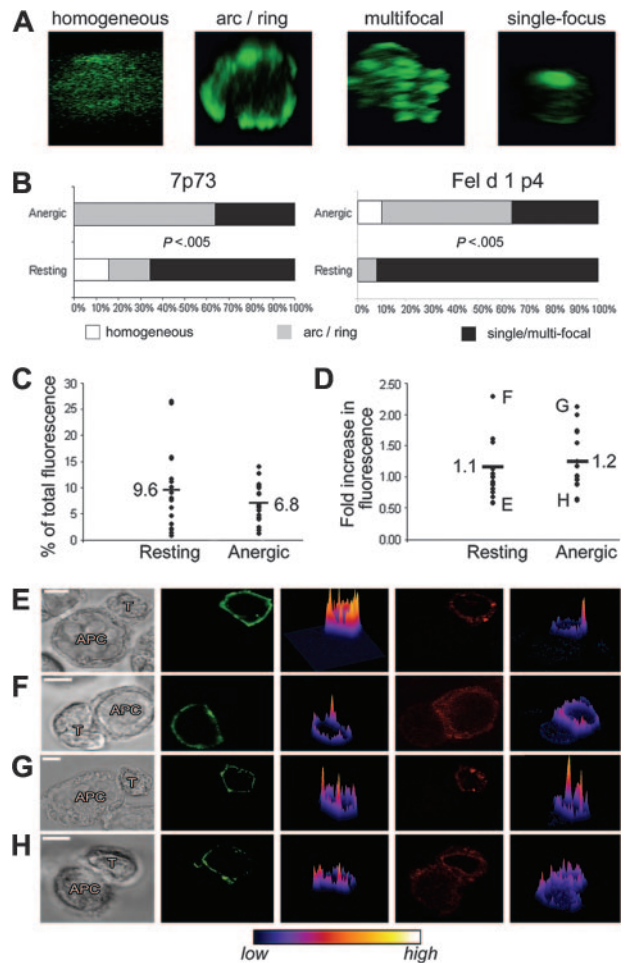 A
homogeneous arc / ring multifocal single-focus
B
7p73 Fel d 1 p4
Anergic Anergic
P <.005 P <.005
Resting Resting
0% 10% 20% 30% 40% 50% 60% 70% 80% 90% 100% 0% 10% 20% 30% 40% 50% 60% 70% 80% 90% 100%
homogeneous arc / ring single/multi-focal
C
% of total fluorescence
30
25
20
15
10
5
0
9.6
6.8
Resting Anergic
D
Fold increase in
fluorescence
2.50
2.00
1.50
1.00
0.50
0.00
F
G
1.1
1.2
E
H
Resting Anergic
E
T
APC
T
F
APC
T
G
T
APC
H
T
APC
low high